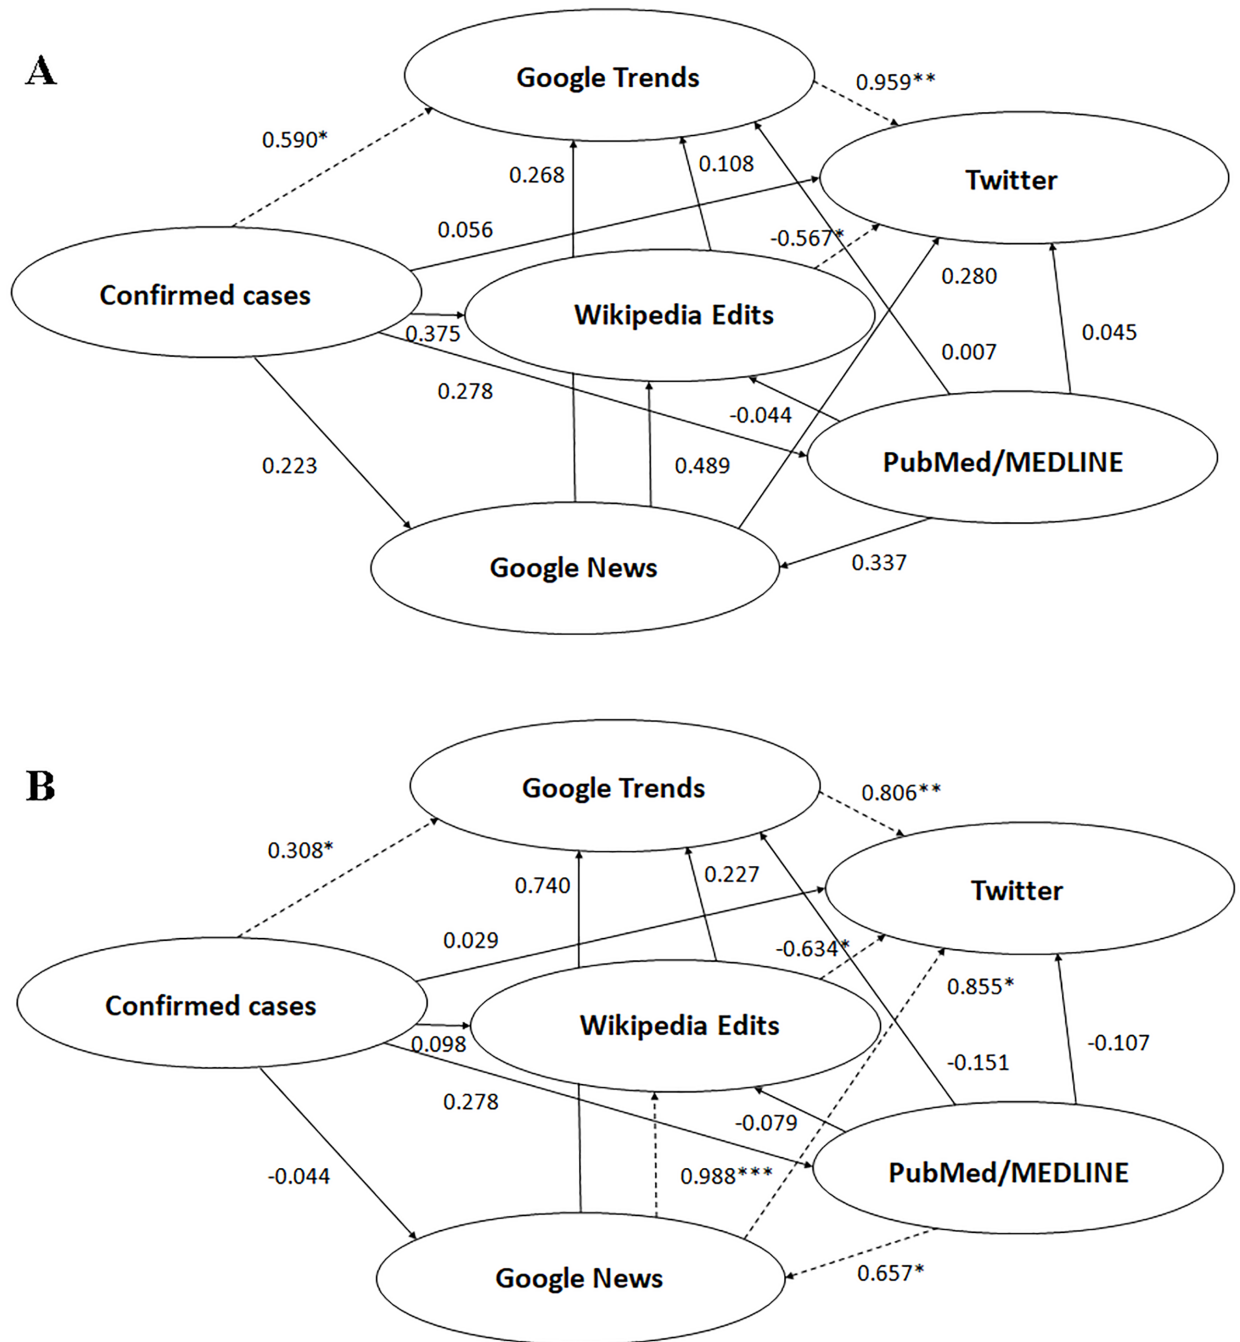 A
Google Trends
0.959**
0.590*
0.268
0.108
Twitter
0.056
-0.567*
0.280
Confirmed cases
Wikipedia Edits
0.375
0.045
0.007
0.278
-0.044
0.223
0.489
PubMed/MEDLINE
Google News
0.337
B
Google Trends
0.806**
0.308*
0.740
0.227
Twitter
0.029
-0.634*
0.855*
Confirmed cases
Wikipedia Edits
0.098
-0.107
-0.151
0.278
-0.079
-0.044
0.988***
PubMed/MEDLINE
Google News
0.657*